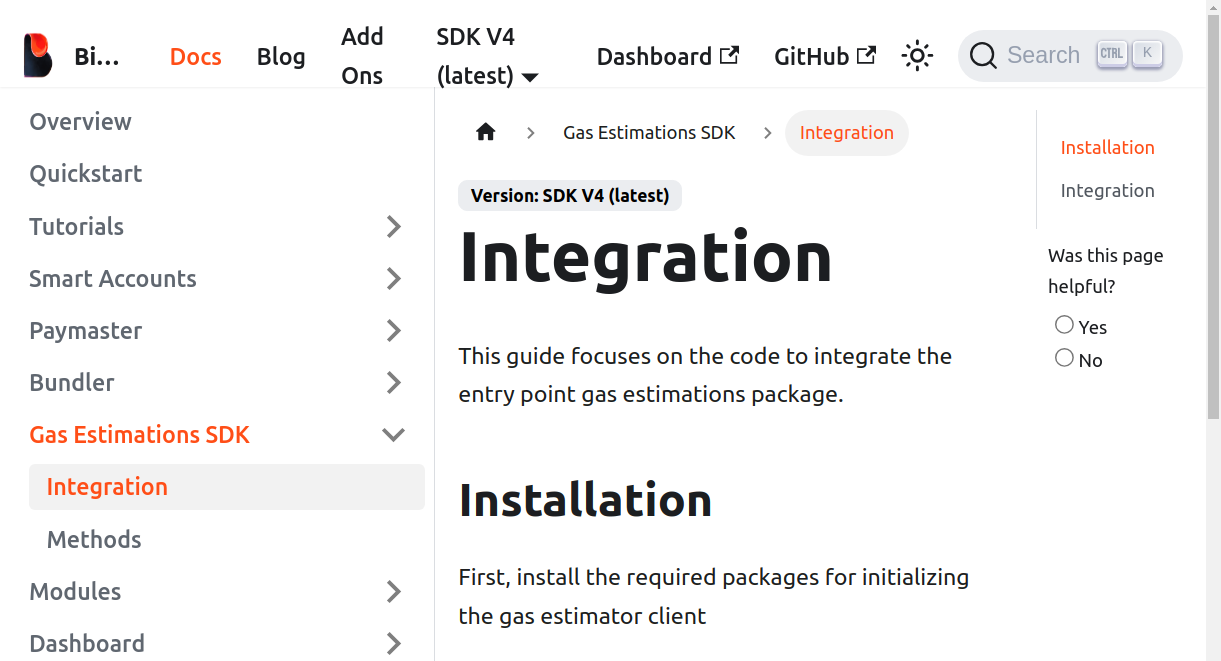 Bi...
Docs
Blog
Add
Ons
SDK V4
(latest)
Dashboard
GitHub
Search
CTRL
K
Overview
Quickstart
Tutorials
Smart Accounts
Paymaster
Bundler
Gas Estimations SDK
Integration
Methods
Modules
Dashboard
Gas Estimations SDK
Integration
Version: SDK V4 (latest)
Integration
This guide focuses on the code to integrate the
entry point gas estimations package.
Installation
First, install the required packages for initializing
the gas estimator client
Installation
Integration
Was this page
helpful?
Yes
No